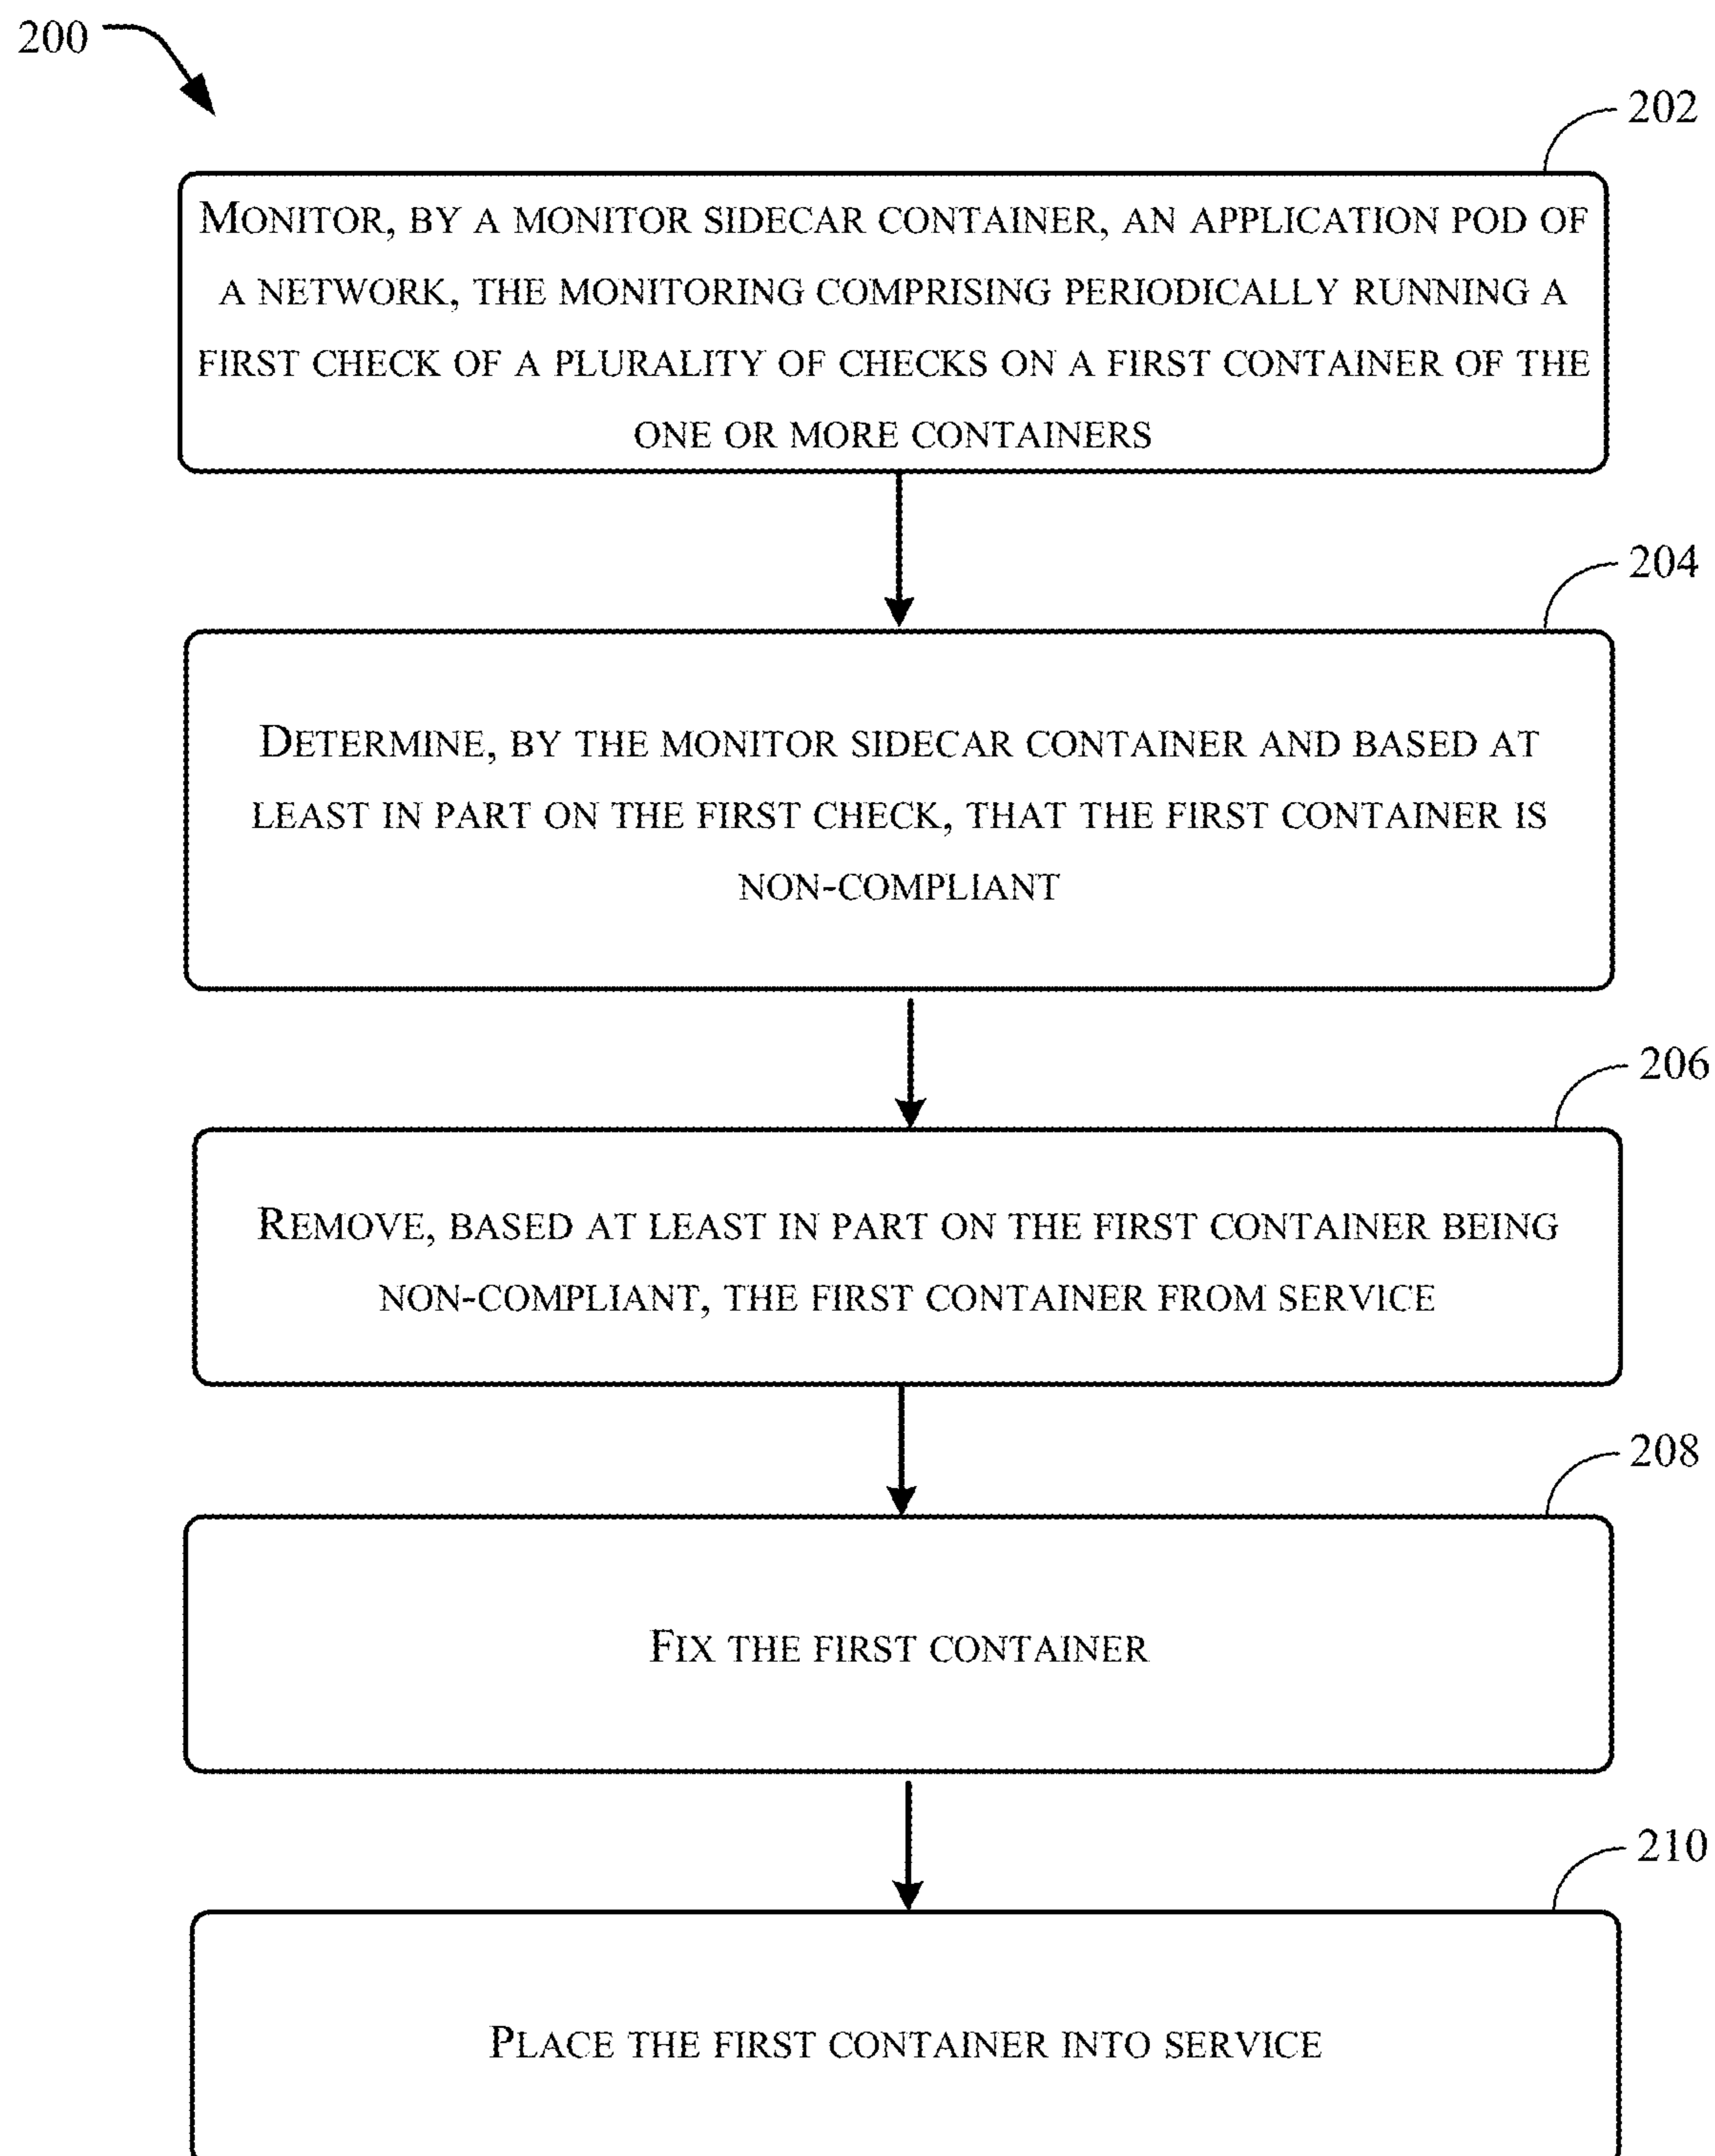 200
202
MONITOR, BY A MONITOR SIDECAR CONTAINER, AN APPLICATION POD OF
A NETWORK, THE MONITORING COMPRISING PERIODICALLY RUNNING A
FIRST CHECK OF A PLURALITY OF CHECKS ON A FIRST CONTAINER OF THE
ONE OR MORE CONTAINERS
204
DETERMINE, BY THE MONITOR SIDECAR CONTAINER AND BASED AT
LEAST IN PART ON THE FIRST CHECK, THAT THE FIRST CONTAINER IS
NON-COMPLIANT
206
REMOVE, BASED AT LEAST IN PART ON THE FIRST CONTAINER BEING
NON-COMPLIANT, THE FIRST CONTAINER FROM SERVICE
208
FIX THE FIRST CONTAINER
210
PLACE THE FIRST CONTAINER INTO SERVICE